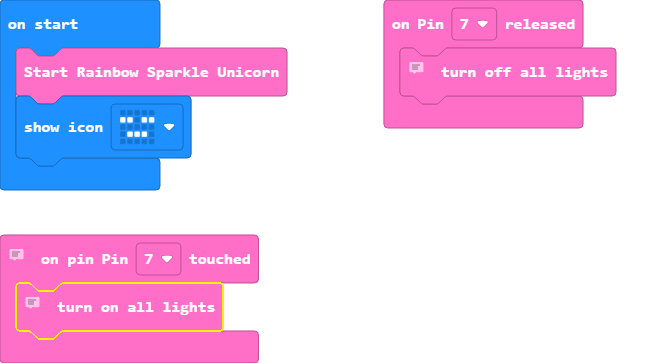 on start
Start Rainbow Sparkle Unicorn
show icon
on Pin 7 released
turn off all lights
on pin Pin 7 touched
turn on all lights